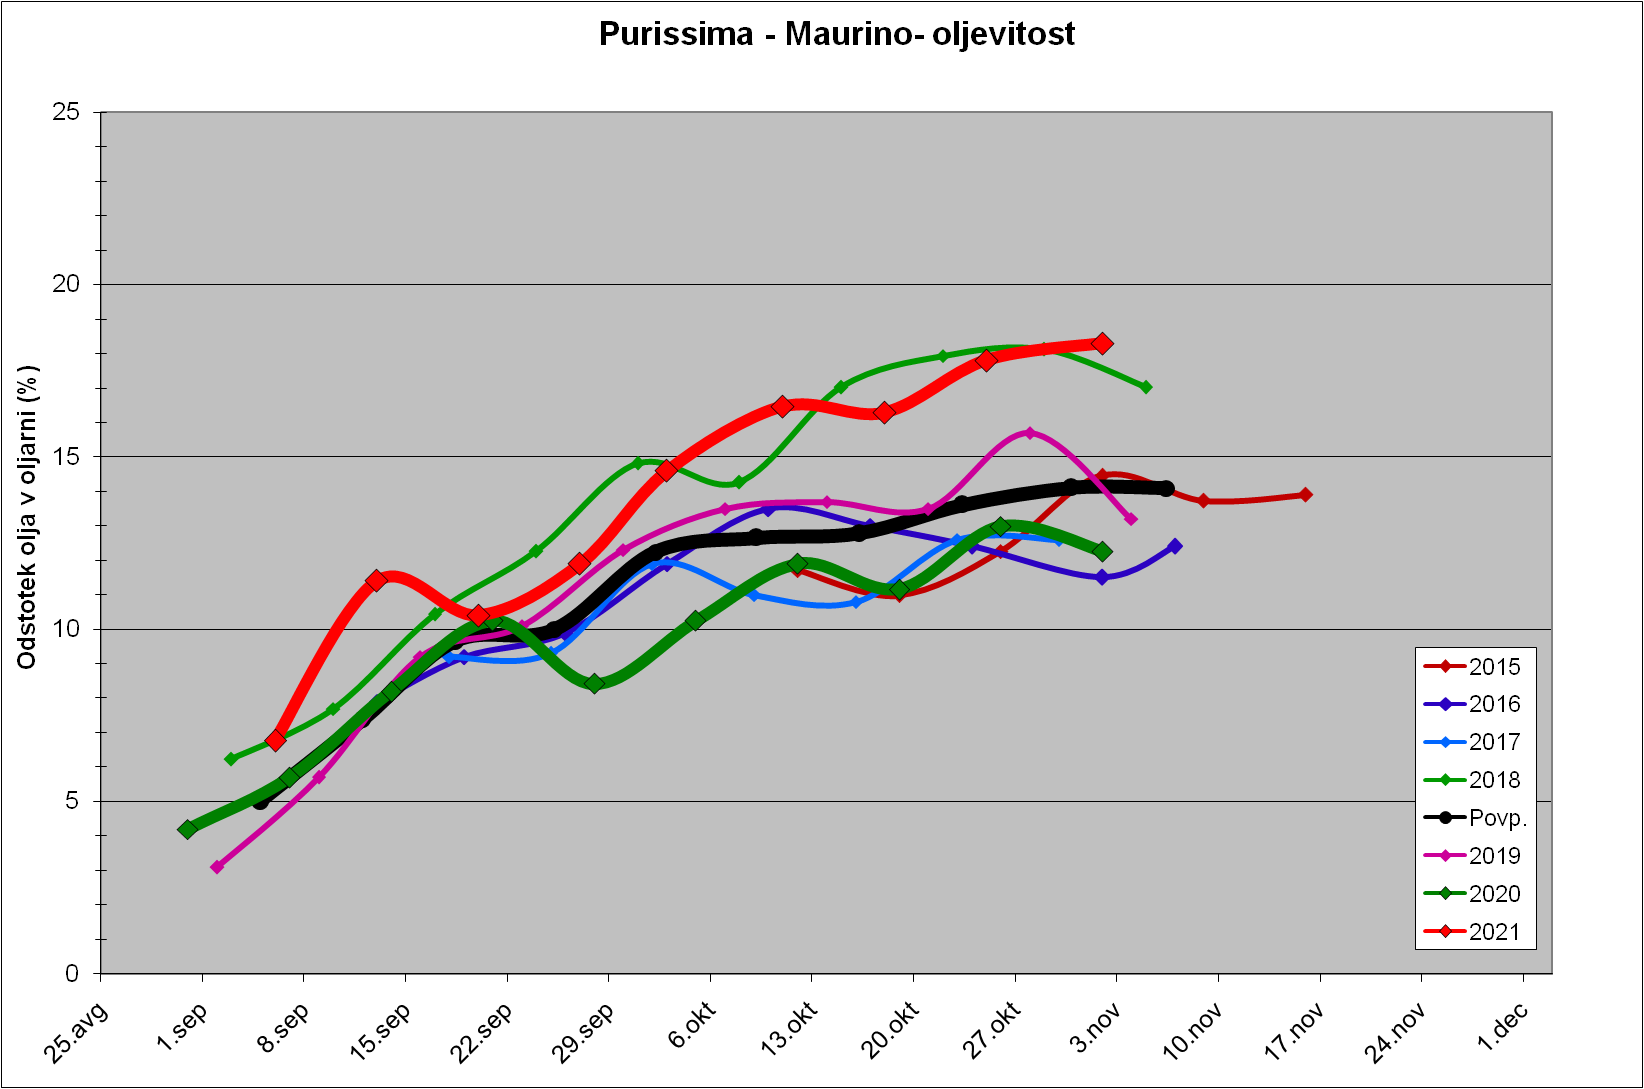 Purissima - Maurino- oljevitost
Odstotek olja v oljarni (%)
25
20
15
10
5
0
25.avg
1.sep
8.sep
15.sep
22.sep
29.sep
6.okt
13.okt
20.okt
27.okt
3.nov
10.nov
17.nov
24.nov
1.dec
2015
2016
2017
2018
Povp.
2019
2020
2021